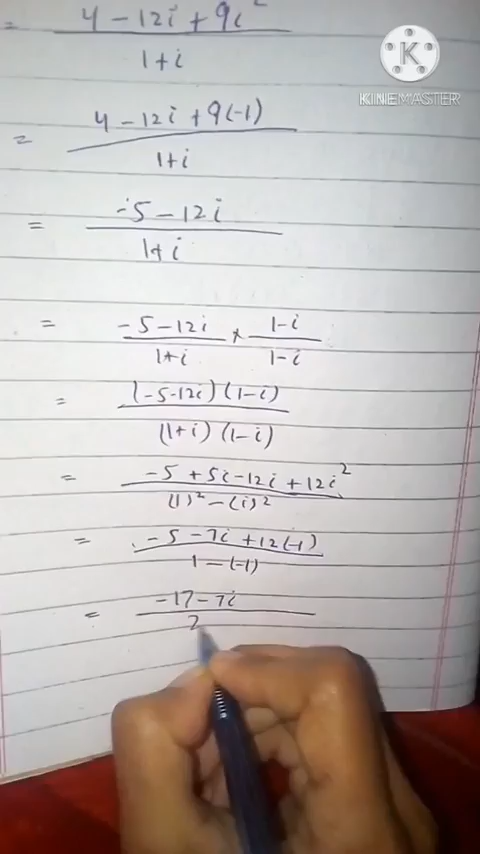 = 4 - 12i + 9i²
1+i
K
KINEMASTER
= 4 - 12i + 9(-1)
1+i
= -5 - 12i
1+i
= -5-12i × 1-i
1+i 1-i
= (-5-12i) (1-i)
(1+i) (1-i)
= -5 + 5i - 12i + 12i²
(1)² - (i)²
= -5 - 7i + 12(-1)
1 - (-1)
= -17 - 7i
2